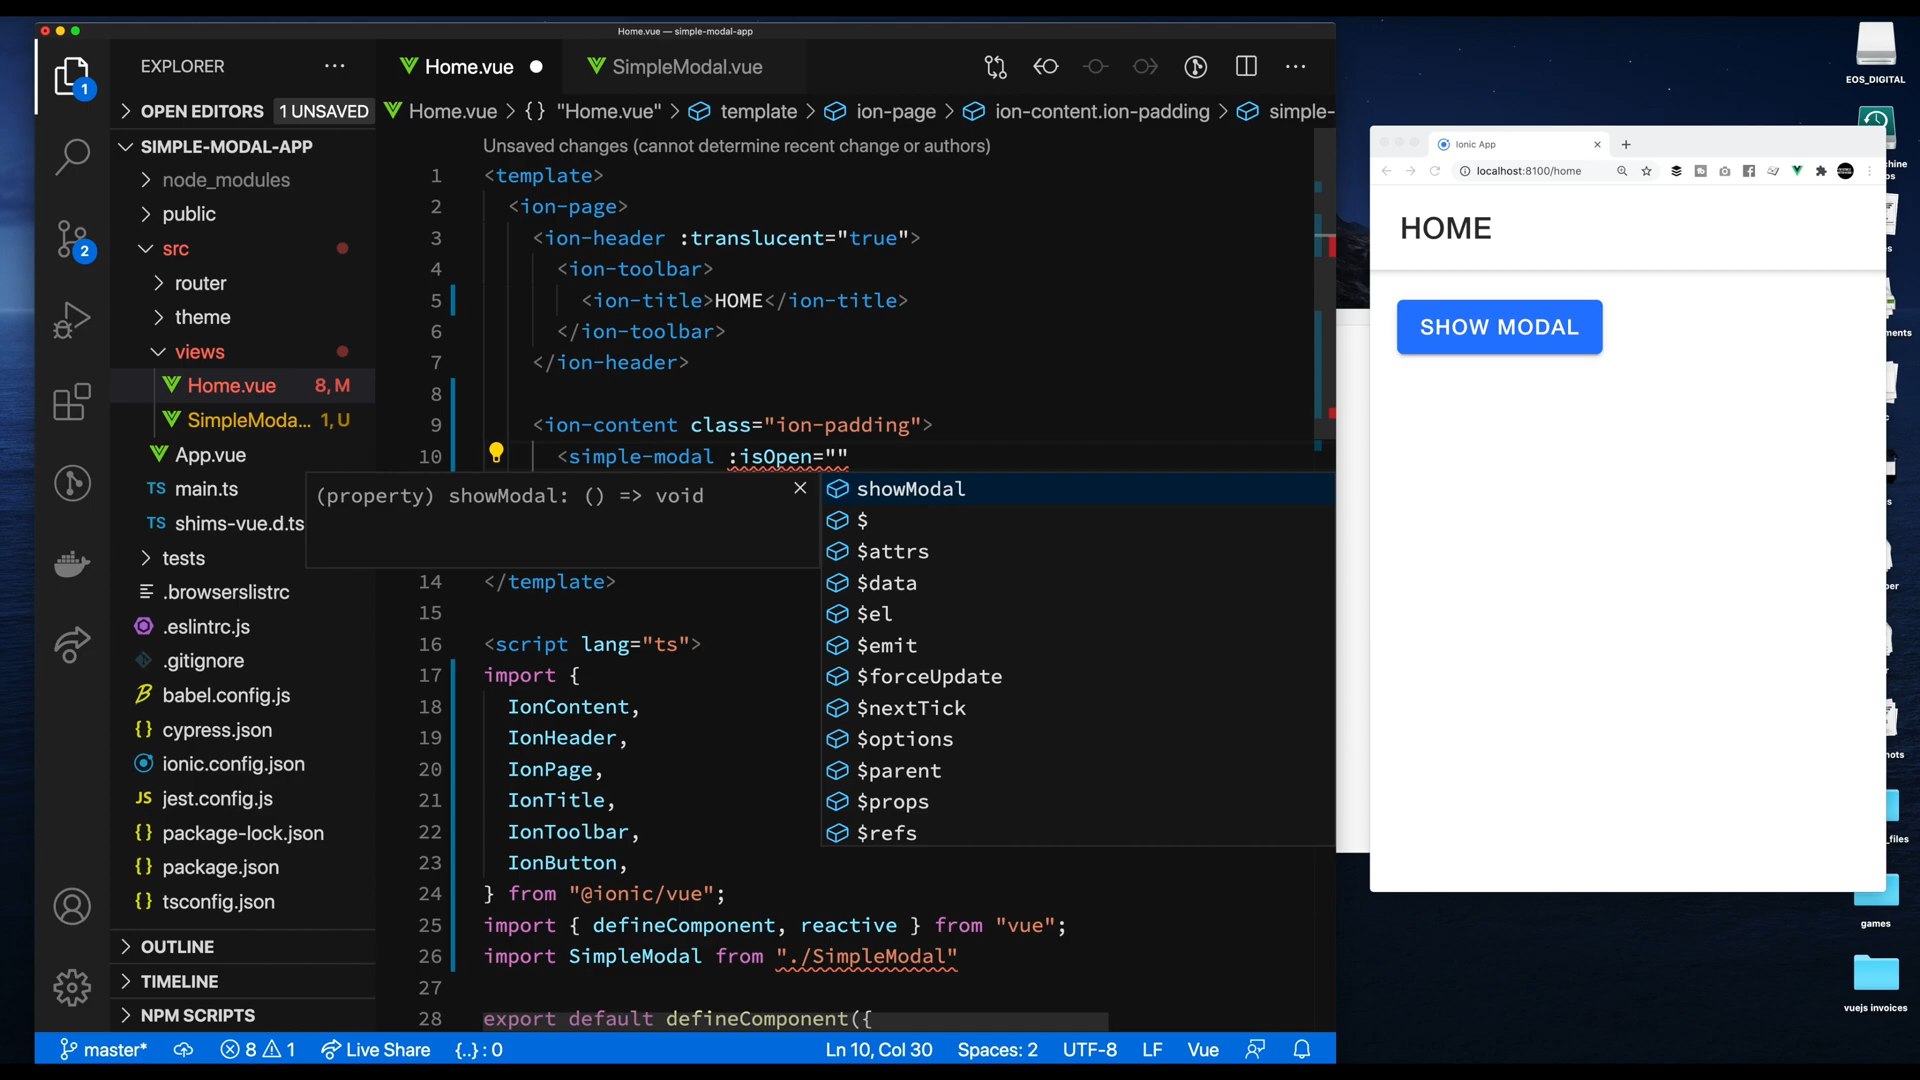 Home.vue — simple-modal-app
EXPLORER
Home.vue
SimpleModal.vue
1
OPEN EDITORS
1 UNSAVED
Home.vue > {} "Home.vue" > template > ion-page > ion-content.ion-padding > simple-
SIMPLE-MODAL-APP
node_modules
public
src
router
theme
views
Home.vue 8, M
SimpleModa... 1, U
App.vue
TS main.ts
TS shims-vue.d.ts
tests
.browserslistrc
.eslintrc.js
.gitignore
babel.config.js
{} cypress.json
ionic.config.json
JS jest.config.js
{} package-lock.json
{} package.json
{} tsconfig.json
OUTLINE
TIMELINE
NPM SCRIPTS
2
Unsaved changes (cannot determine recent change or authors)
1 <template>
2 <ion-page>
3 <ion-header :translucent="true">
4 <ion-toolbar>
5 <ion-title>HOME</ion-title>
6 </ion-toolbar>
7 </ion-header>
8
9 <ion-content class="ion-padding">
10 <simple-modal :isOpen=""
(property) showModal: () => void
showModal
$
$attrs
$data
$el
$emit
$forceUpdate
$nextTick
$options
$parent
$props
$refs
14 </template>
15
16 <script lang="ts">
17 import {
18 IonContent,
19 IonHeader,
20 IonPage,
21 IonTitle,
22 IonToolbar,
23 IonButton,
24 } from "@ionic/vue";
25 import { defineComponent, reactive } from "vue";
26 import SimpleModal from "./SimpleModal"
27
28 export default defineComponent({
master*
8
1
Live Share
{..} : 0
Ln 10, Col 30
Spaces: 2
UTF-8
LF
Vue
Ionic App
localhost:8100/home
HOME
SHOW MODAL
EOS_DIGITAL
chine
ments
hots
_files
games
vuejs invoices